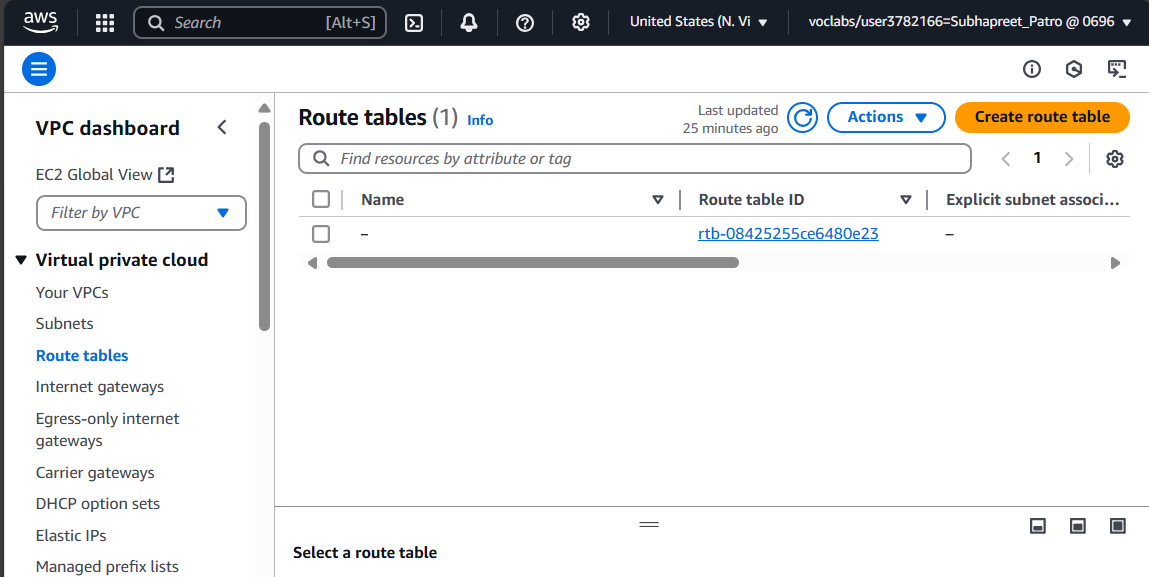 aws
Search [Alt+S]
United States (N. Vi
voclabs/user3782166=Subhapreet_Patro @ 0696
VPC dashboard
EC2 Global View
Filter by VPC
Virtual private cloud
Your VPCs
Subnets
Route tables
Internet gateways
Egress-only internet
gateways
Carrier gateways
DHCP option sets
Elastic IPs
Managed prefix lists
Route tables (1) Info
Last updated
25 minutes ago
Actions
Create route table
Find resources by attribute or tag
1
Name Route table ID Explicit subnet associ...
– rtb-08425255ce6480e23 –
Select a route table